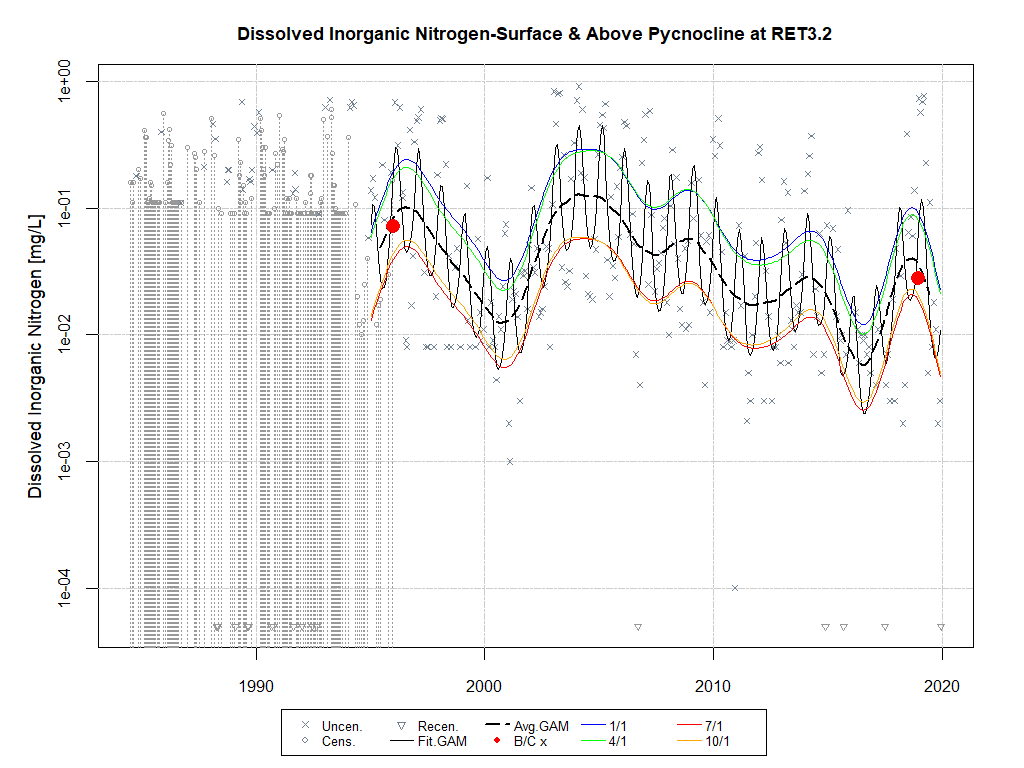 Dissolved Inorganic Nitrogen-Surface & Above Pycnocline at RET3.2
Dissolved Inorganic Nitrogen [mg/L]
1e+00
1e-01
1e-02
1e-03
1e-04
1990 2000 2010 2020
Uncen. Recen. Avg.GAM 1/1 7/1
Cens. Fit.GAM B/C x 4/1 10/1